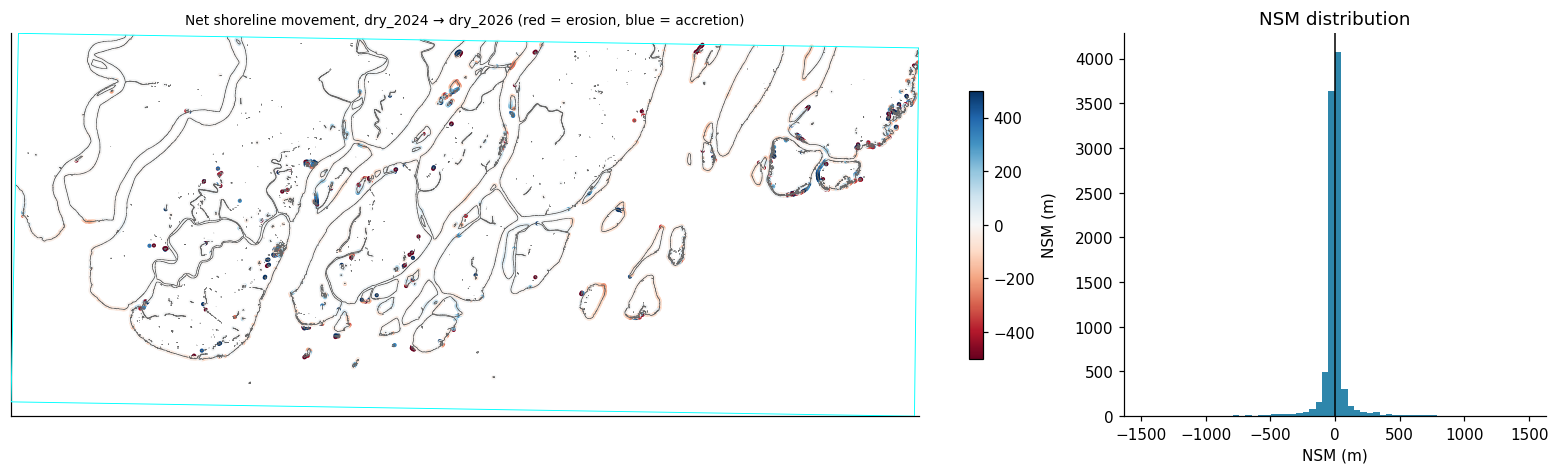 Net shoreline movement, dry_2024 → dry_2026 (red = erosion, blue = accretion)
400
200
0
−200
−400
NSM (m)
NSM distribution
4000
3500
3000
2500
2000
1500
1000
500
0
−1500 −1000 −500 0 500 1000 1500
NSM (m)